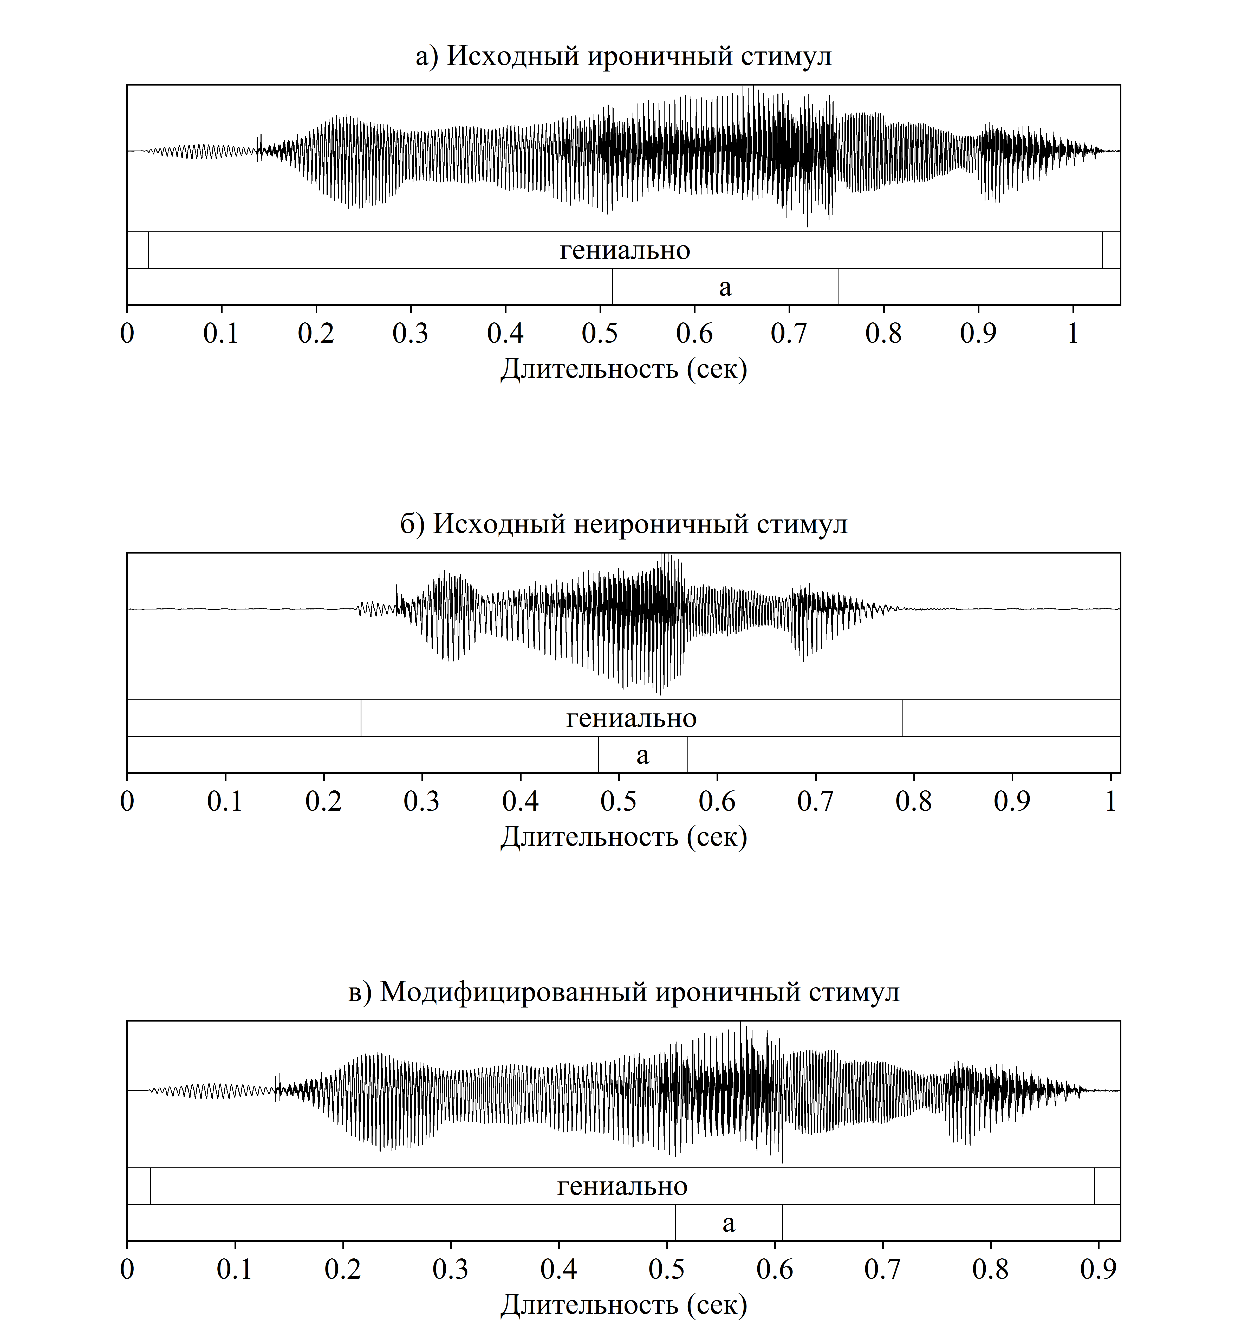 а) Исходный ироничный стимул
гениально
а
0 0.1 0.2 0.3 0.4 0.5 0.6 0.7 0.8 0.9 1
Длительность (сек)
б) Исходный неироничный стимул
гениально
а
0 0.1 0.2 0.3 0.4 0.5 0.6 0.7 0.8 0.9 1
Длительность (сек)
в) Модифицированный ироничный стимул
гениально
а
0 0.1 0.2 0.3 0.4 0.5 0.6 0.7 0.8 0.9
Длительность (сек)